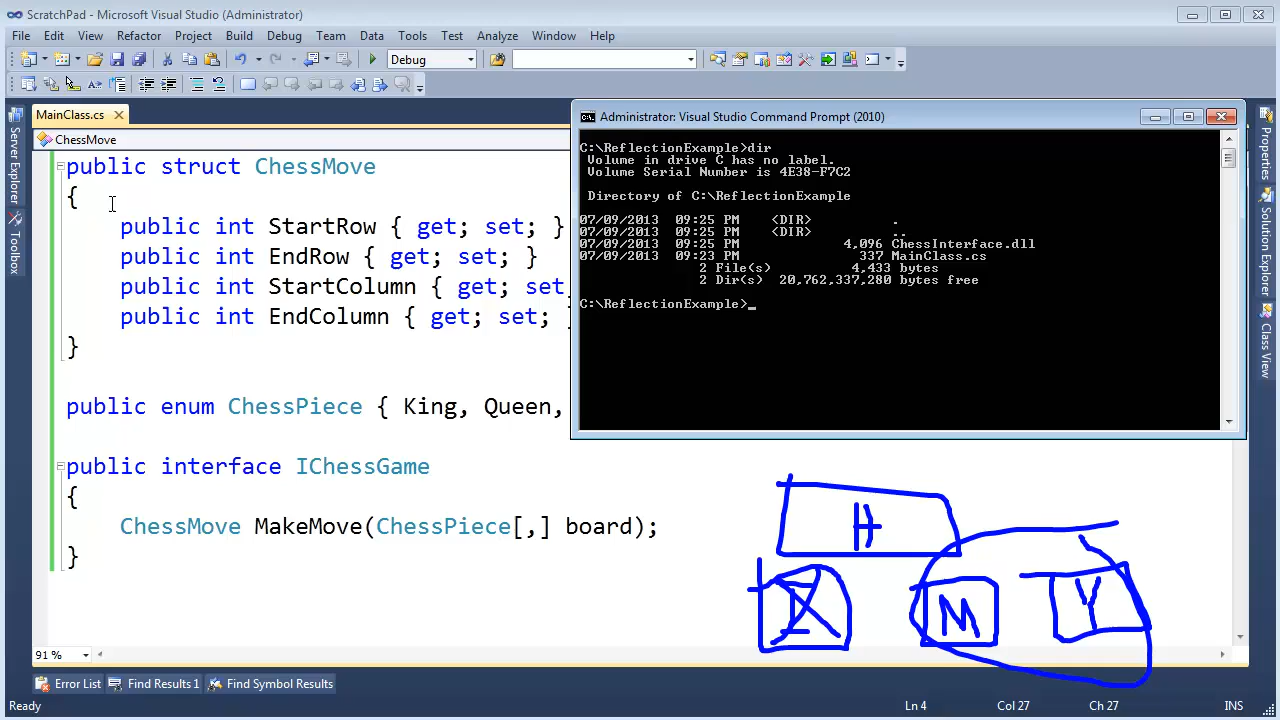 ScratchPad - Microsoft Visual Studio (Administrator)
File Edit View Refactor Project Build Debug Team Data Tools Test Analyze Window Help
Debug
MainClass.cs
ChessMove
Server Explorer
Toolbox
Solution Explorer
Class View
public struct ChessMove
{
public int StartRow { get; set; }
public int EndRow { get; set; }
public int StartColumn { get; set
public int EndColumn { get; set;
}
public enum ChessPiece { King, Queen,
public interface IChessGame
{
ChessMove MakeMove(ChessPiece[,] board);
}
Administrator: Visual Studio Command Prompt (2010)
C:\ReflectionExample>dir
Volume in drive C has no label.
Volume Serial Number is 4E38-F7C2
Directory of C:\ReflectionExample
07/09/2013 09:25 PM <DIR> .
07/09/2013 09:25 PM <DIR> ..
07/09/2013 09:25 PM 4,096 ChessInterface.dll
07/09/2013 09:23 PM 337 MainClass.cs
2 File(s) 4,433 bytes
2 Dir(s) 20,762,337,280 bytes free
C:\ReflectionExample>_
H
I M Y
91 %
Error List Find Results 1 Find Symbol Results
Ready Ln 4 Col 27 Ch 27 INS